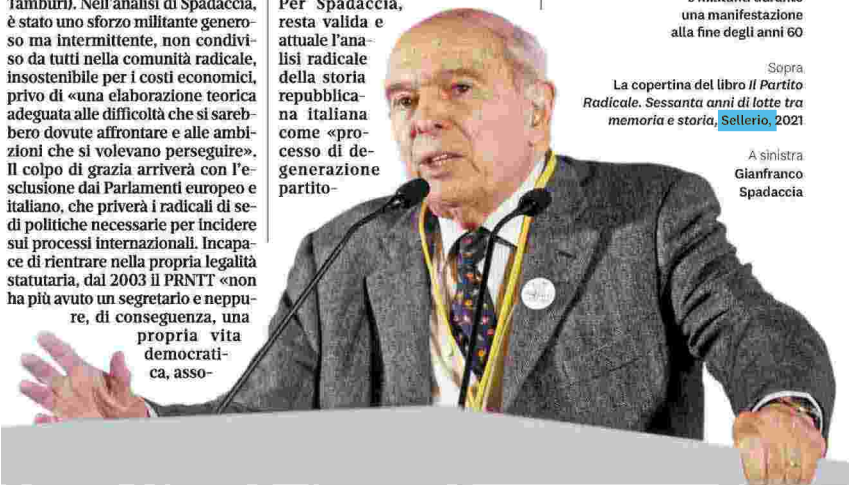 Tamburi). Nell'analisi di Spadaccia,
è stato uno sforzo militante genero-
so ma intermittente, non condivi-
so da tutti nella comunità radicale,
insostenibile per i costi economici,
privo di «una elaborazione teorica
adeguata alle difficoltà che si sareb-
bero dovute affrontare e alle ambi-
zioni che si volevano perseguire».
Il colpo di grazia arriverà con l'e-
sclusione dai Parlamenti europeo e
italiano, che priverà i radicali di se-
di politiche necessarie per incidere
sui processi internazionali. Incapa-
ce di rientrare nella propria legalità
statutaria, dal 2003 il PRNTT «non
ha più avuto un segretario e neppu-
re, di conseguenza, una
propria vita
democrati-
ca, asso-
Per Spadaccia,
resta valida e
attuale l'ana-
lisi radicale
della storia
repubblica-
na italiana
come «pro-
cesso di de-
generazione
partito-
una manifestazione
alla fine degli anni 60
Sopra
La copertina del libro Il Partito
Radicale. Sessanta anni di lotte tra
memoria e storia, Sellerio, 2021
A sinistra
Gianfranco
Spadaccia